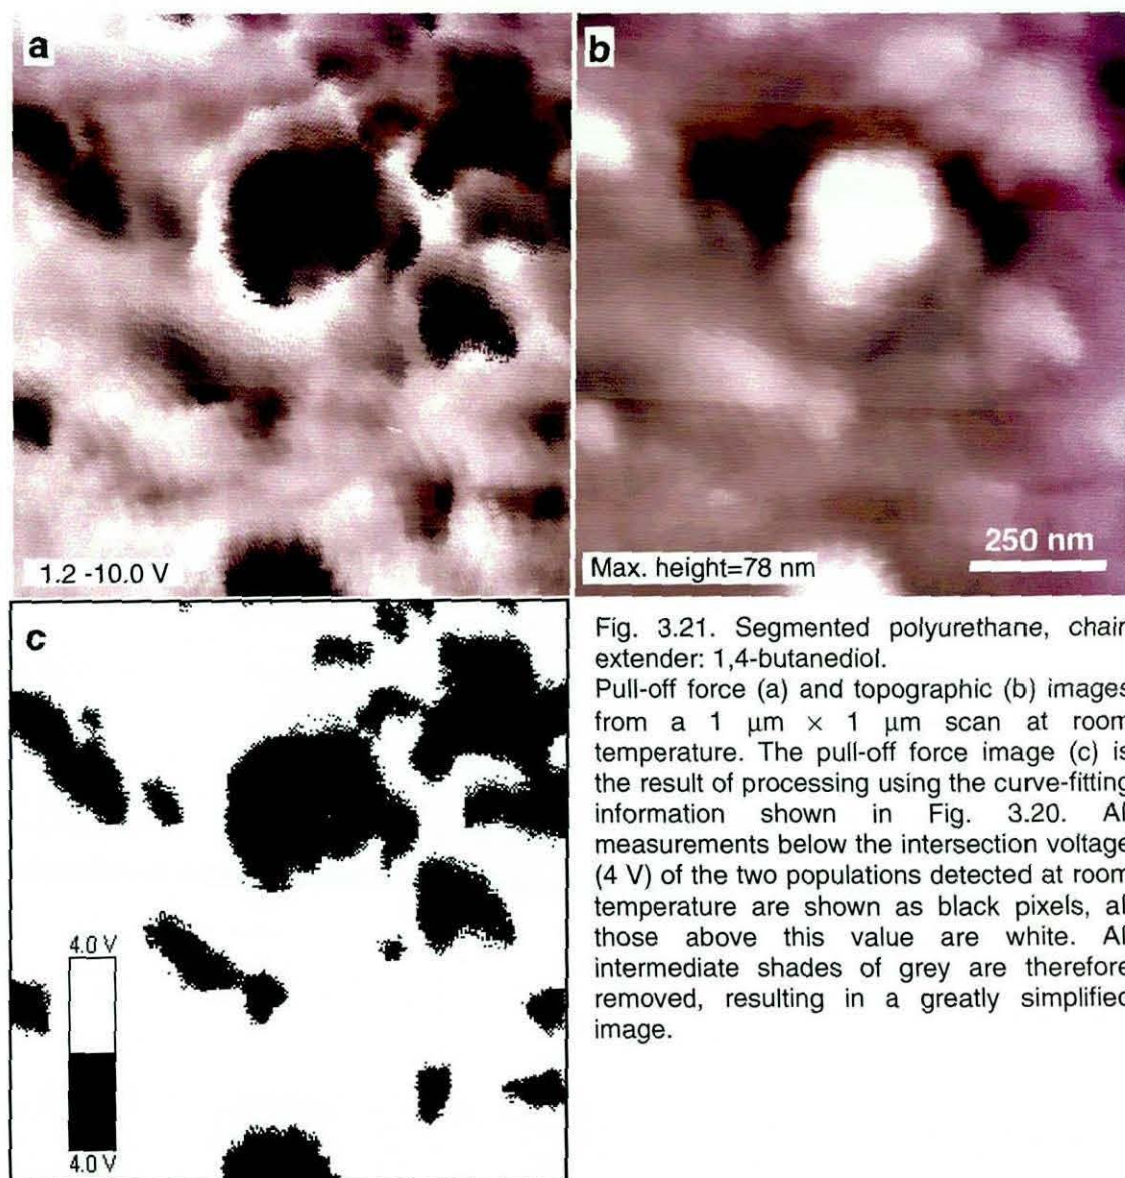 a
b
1.2 -10.0 V
Max. height=78 nm
250 nm
c
4.0 V
4.0 V
Fig. 3.21. Segmented polyurethane, chair
extender: 1,4-butanediol.
Pull-off force (a) and topographic (b) images
from a 1 μm × 1 μm scan at room
temperature. The pull-off force image (c) is
the result of processing using the curve-fitting
information shown in Fig. 3.20. Al
measurements below the intersection voltage
(4 V) of the two populations detected at room
temperature are shown as black pixels, al
those above this value are white. Al
intermediate shades of grey are therefore
removed, resulting in a greatly simplified
image.